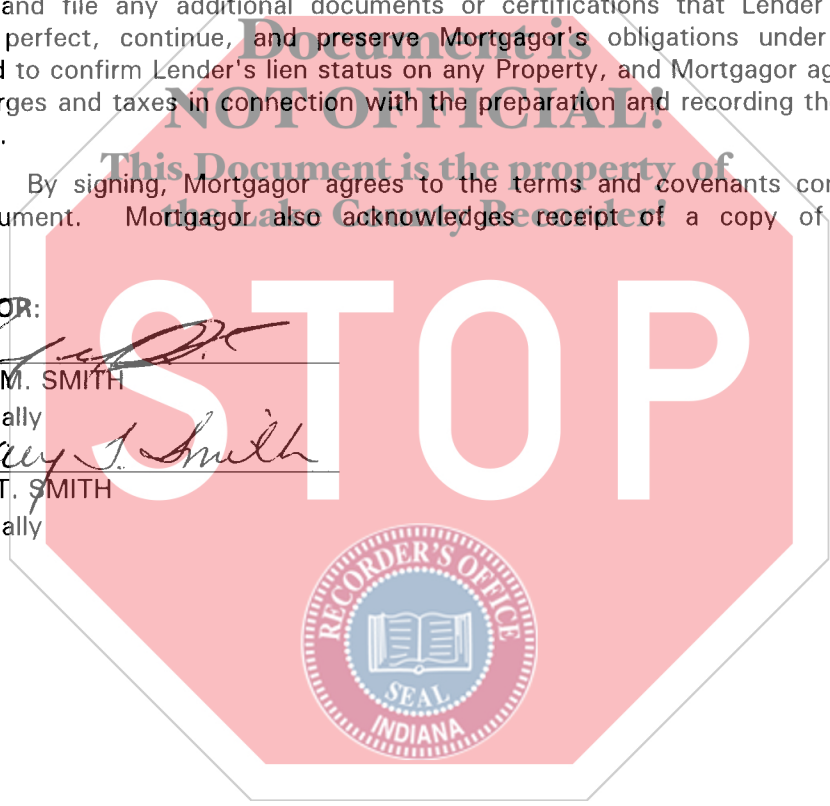 and file any additional documents or certifications that Lender
perfect, continue, and preserve Mortgagor's obligations under
Document is
d to confirm Lender's lien status on any Property, and Mortgagor ag
rges and taxes in connection with the preparation and recording th
NOT OFFICIAL!
.
This Document is the property of
By signing, Mortgagor agrees to the terms and covenants con
ument. Mortgagor also acknowledges receipt of a copy of
the Lake County Recorder!
OR:
M. SMITH
ally
T. Smith
T. SMITH
ally
STOP
RECORDER'S OFFICE
SEAL
INDIANA